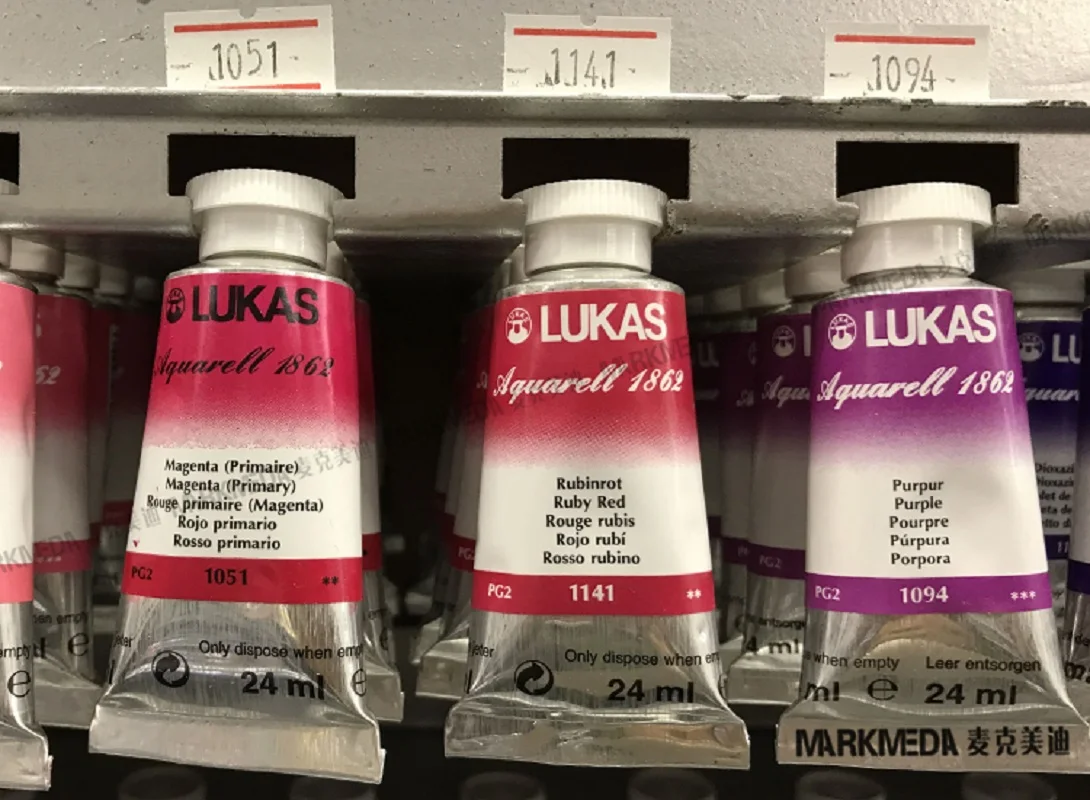 1051
1141
1094
LUKAS
Aquarell 1862
Magenta (Primaire)
Magenta (Primary)
Rouge primaire (Magenta)
Rojo primario
Rosso primario
PG2 1051 **
Only dispose when emp
24 ml e
LUKAS
Aquarell 1862
Rubinrot
Ruby Red
Rouge rubis
Rojo rubí
Rosso rubino
PG2 1141 **
Only dispose when em
24 ml
LUKAS
Aquarell 1862
Purpur
Purple
Pourpre
Púrpura
Porpora
PG2 1094 ***
when empty Leer entsorgen
ml e 24 ml
MARKMEDA 麦克美迪